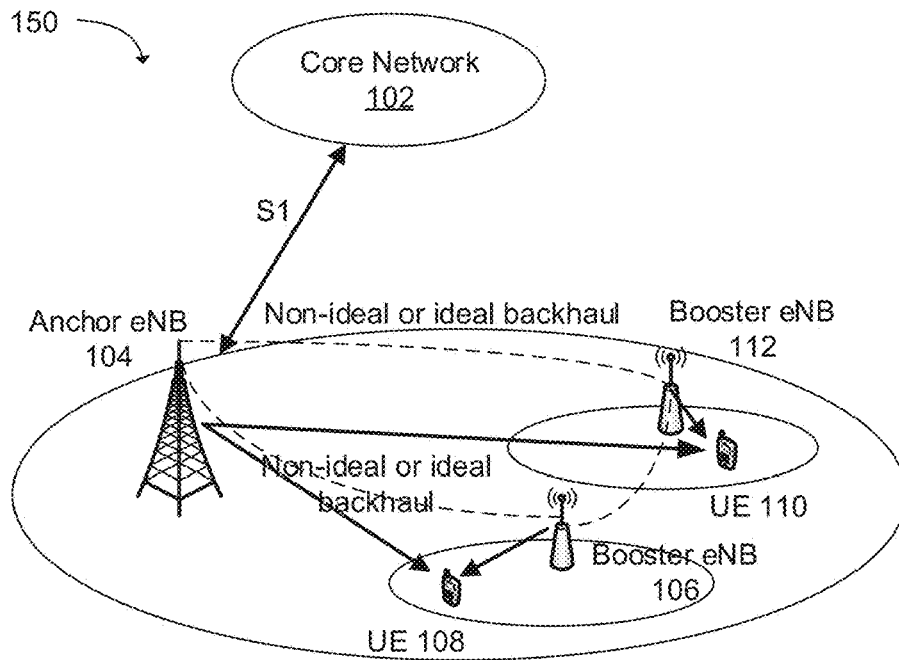 150
Core Network
102
S1
Non-ideal or ideal backhaul
Booster eNB
112
Anchor eNB
104
Non-ideal or ideal
backhaul
UE 110
Booster eNB
106
UE 108